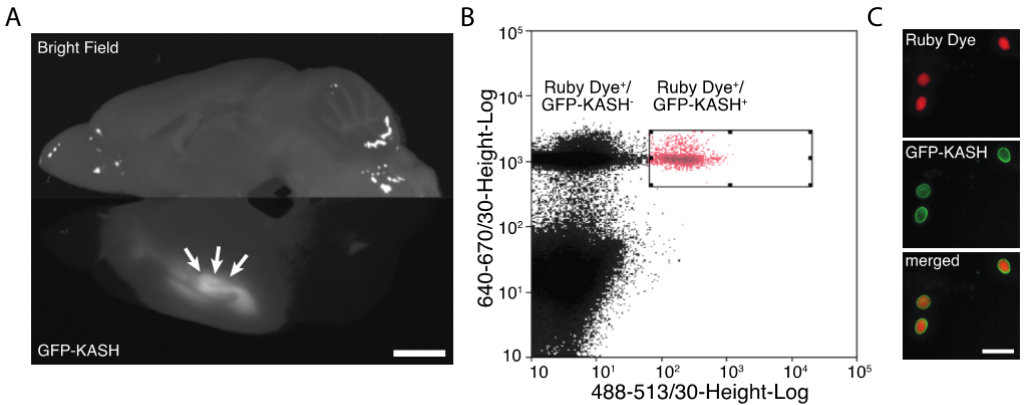 A
Bright Field
GFP-KASH
B
640-670/30-Height-Log
10⁵
10⁴
10³
10²
10¹
10
Ruby Dye⁺/
GFP-KASH⁻
Ruby Dye⁺/
GFP-KASH⁺
10 10¹ 10² 10³ 10⁴ 10⁵
488-513/30-Height-Log
C
Ruby Dye
GFP-KASH
merged